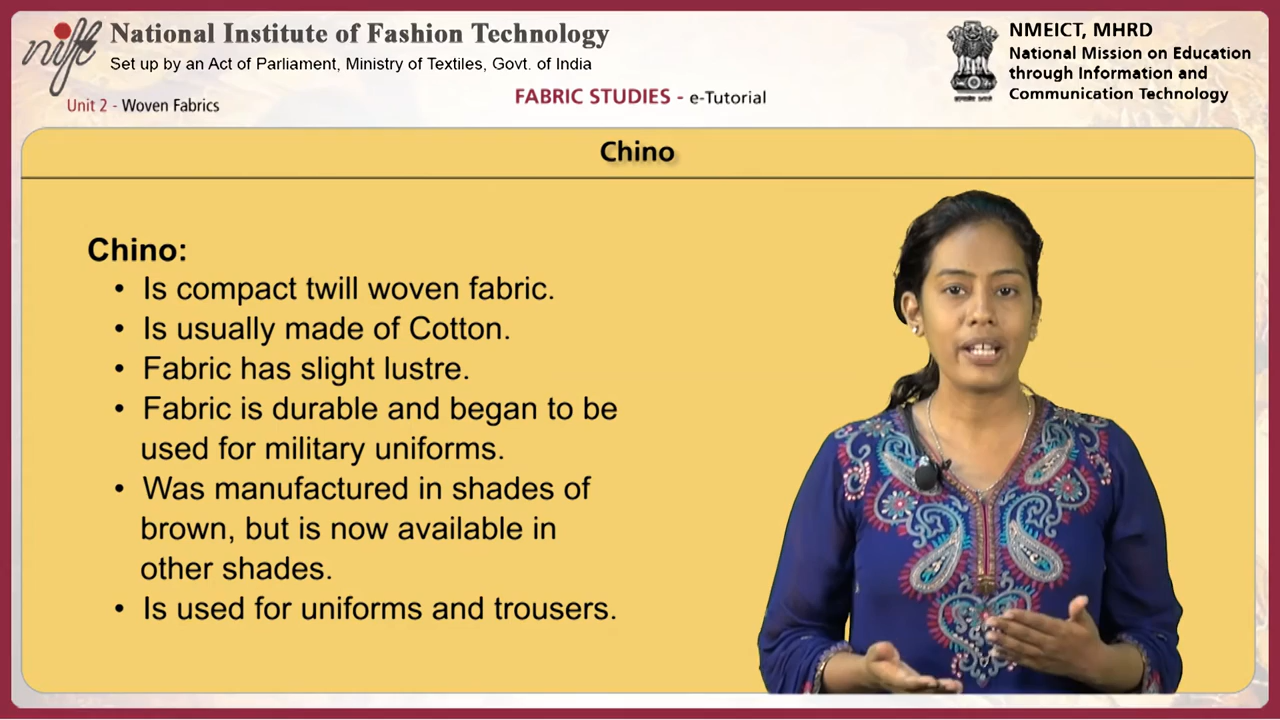 nift
National Institute of Fashion Technology
Set up by an Act of Parliament, Ministry of Textiles, Govt. of India
Unit 2 - Woven Fabrics
FABRIC STUDIES - e-Tutorial
NMEICT, MHRD
National Mission on Education
through Information and
Communication Technology
Chino
Chino:
• Is compact twill woven fabric.
• Is usually made of Cotton.
• Fabric has slight lustre.
• Fabric is durable and began to be
used for military uniforms.
• Was manufactured in shades of
brown, but is now available in
other shades.
• Is used for uniforms and trousers.